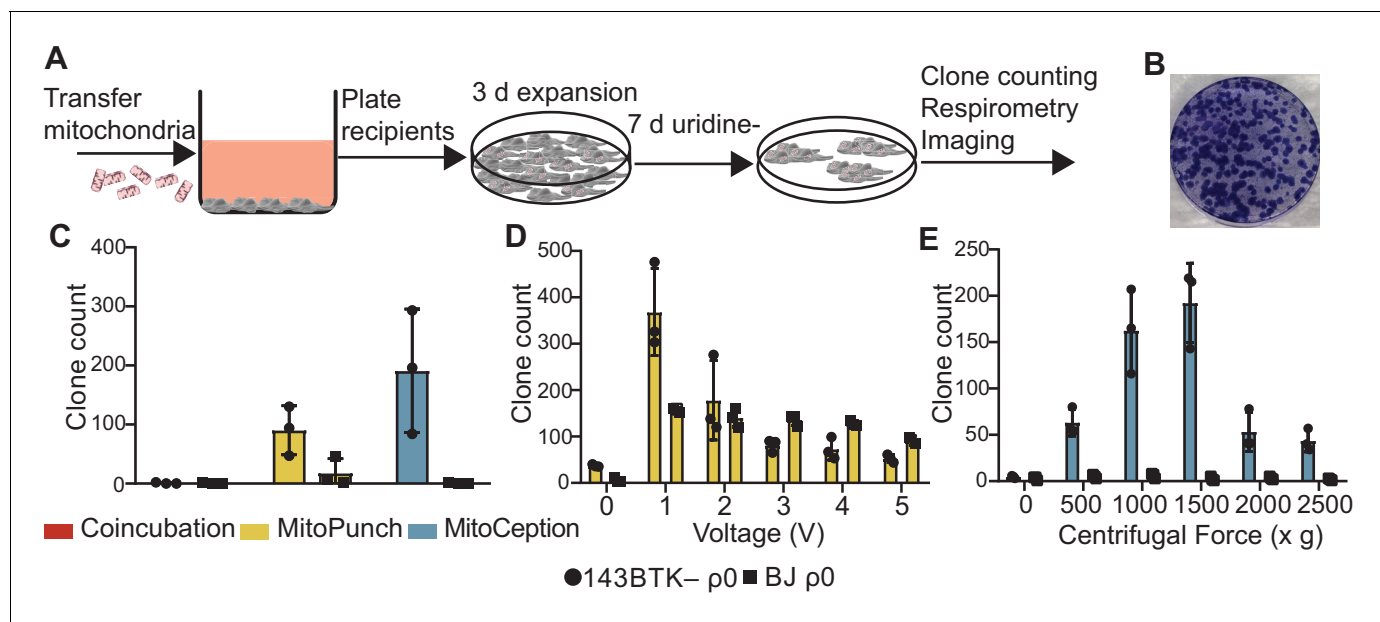 A
Transfer
mitochondria
Plate
recipients
3 d expansion
7 d uridine-
Clone counting
Respirometry
Imaging
B
C
Clone count
400
300
200
100
0
D
Clone count
500
400
300
200
100
0
0 1 2 3 4 5
Voltage (V)
E
Clone count
250
200
150
100
50
0
0 500 1000 1500 2000 2500
Centrifugal Force (x g)
Coincubation MitoPunch MitoCeption
143BTK– ρ0 BJ ρ0